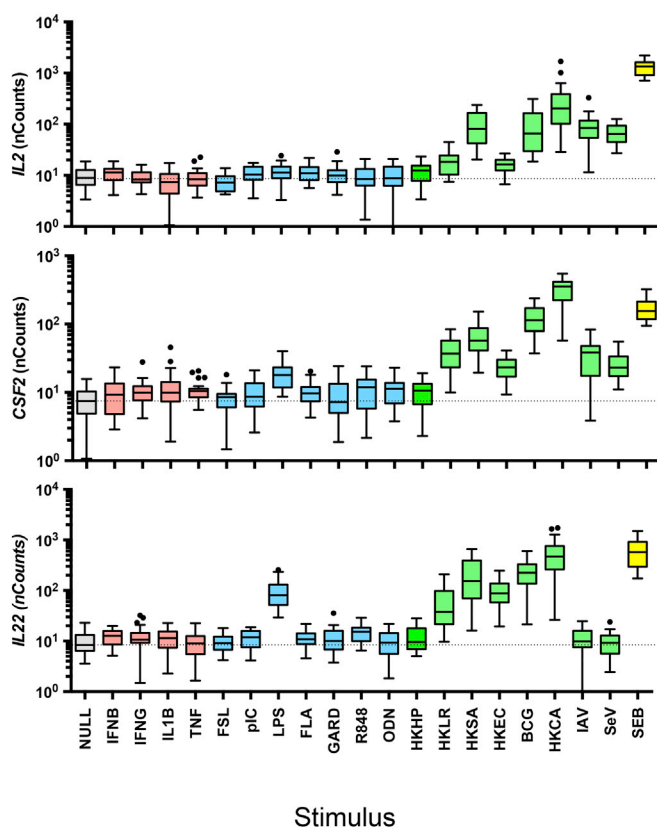 10⁴
10³
10²
10¹
10⁰
IL2 (nCounts)
10³
10²
10¹
10⁰
CSF2 (nCounts)
10⁴
10³
10²
10¹
10⁰
IL22 (nCounts)
NULL
IFNB
IFNG
IL1B
TNF
FSL
pIC
LPS
FLA
GARD
R848
ODN
HKHP
HKLR
HKSA
HKEC
BCG
HKCA
IAV
SeV
SEB
Stimulus